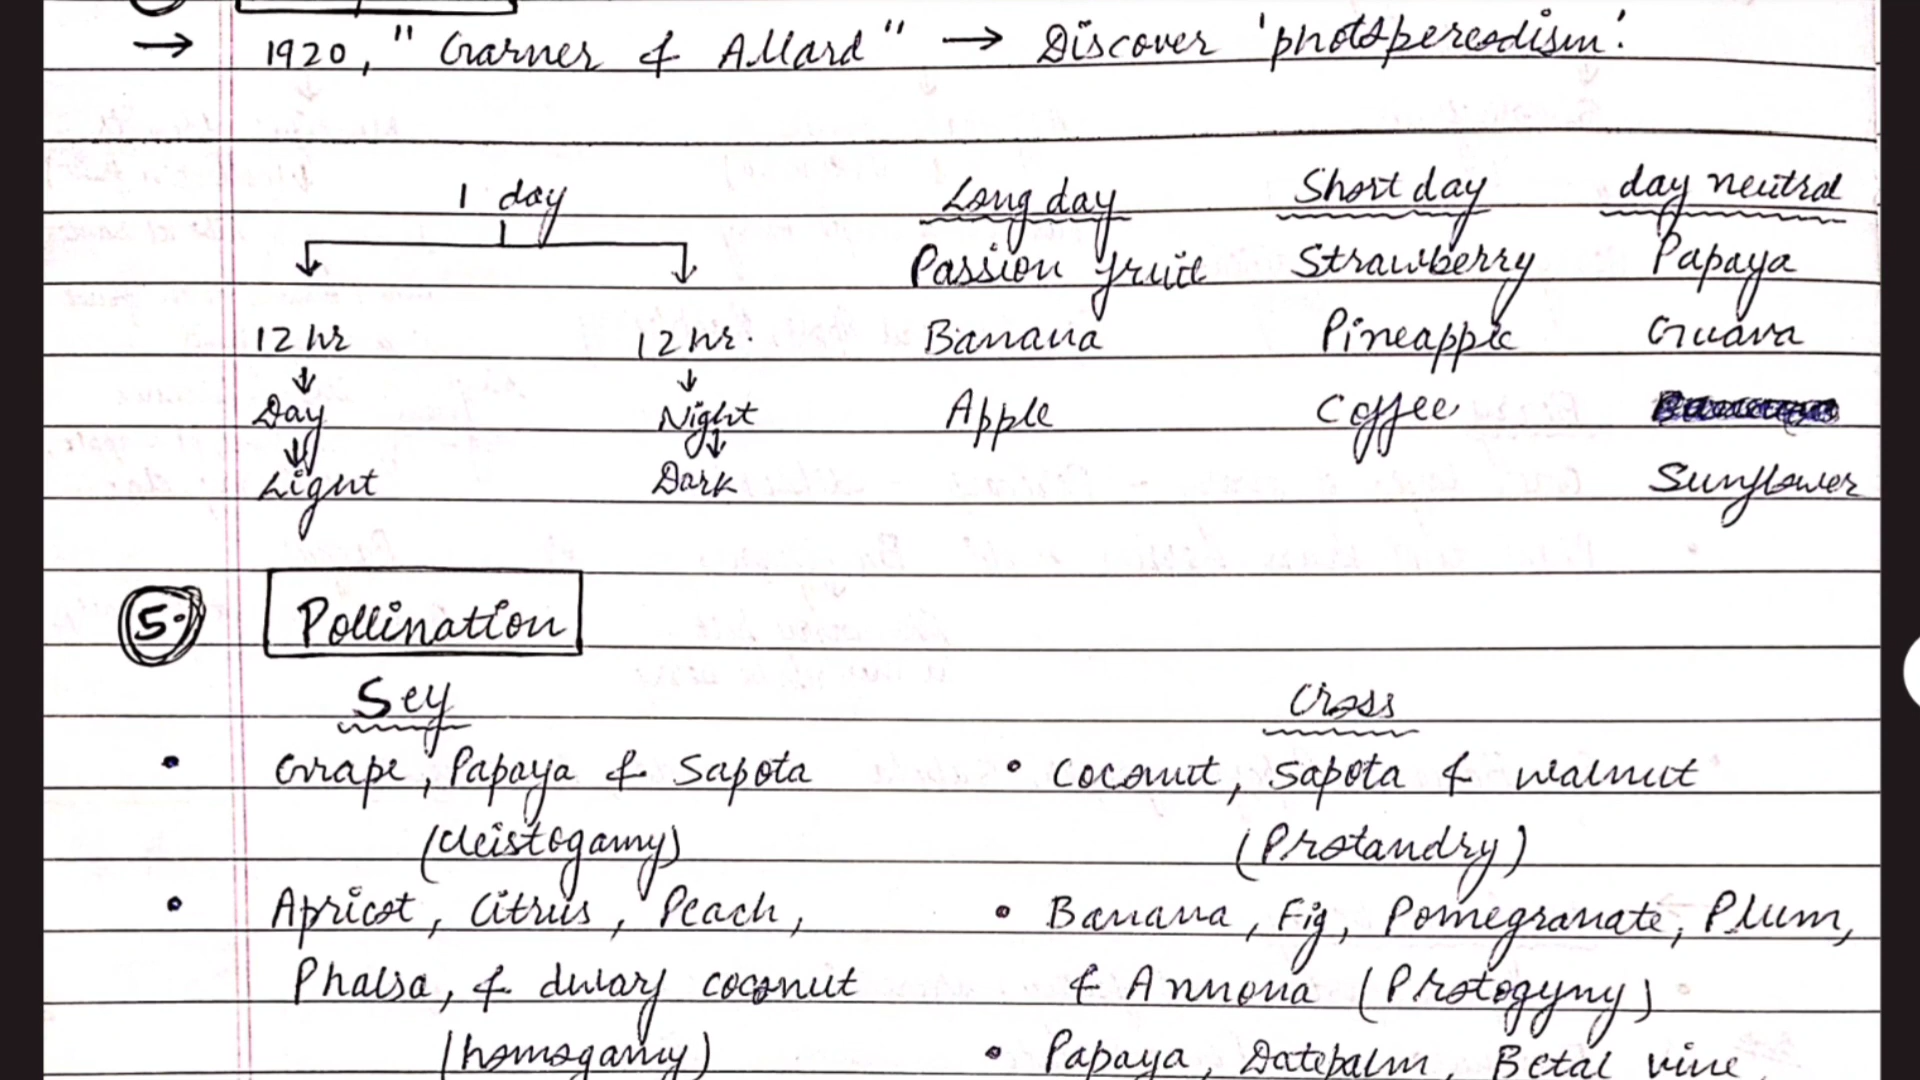 → 1920, "Garner & Allard" → Discover 'photopereodism'.
1 day
Long day Short day day neutral
Passion fruit Strawberry Papaya
12 hr 12 hr. Banana Pineapple Guava
Day Night Apple Coffee
Light Dark Sunflower
5. Pollination
Self Cross
• Grape, Papaya & Sapota • Coconut, Sapota & walnut
(cleistogamy) (Protandry)
• Apricot, Citrus, Peach, • Banana, Fig, Pomegranate, Plum,
Phalsa, & dwarf coconut & Annona (Protogyny)
(homogamy) • Papaya, Datepalm, Betal vine,